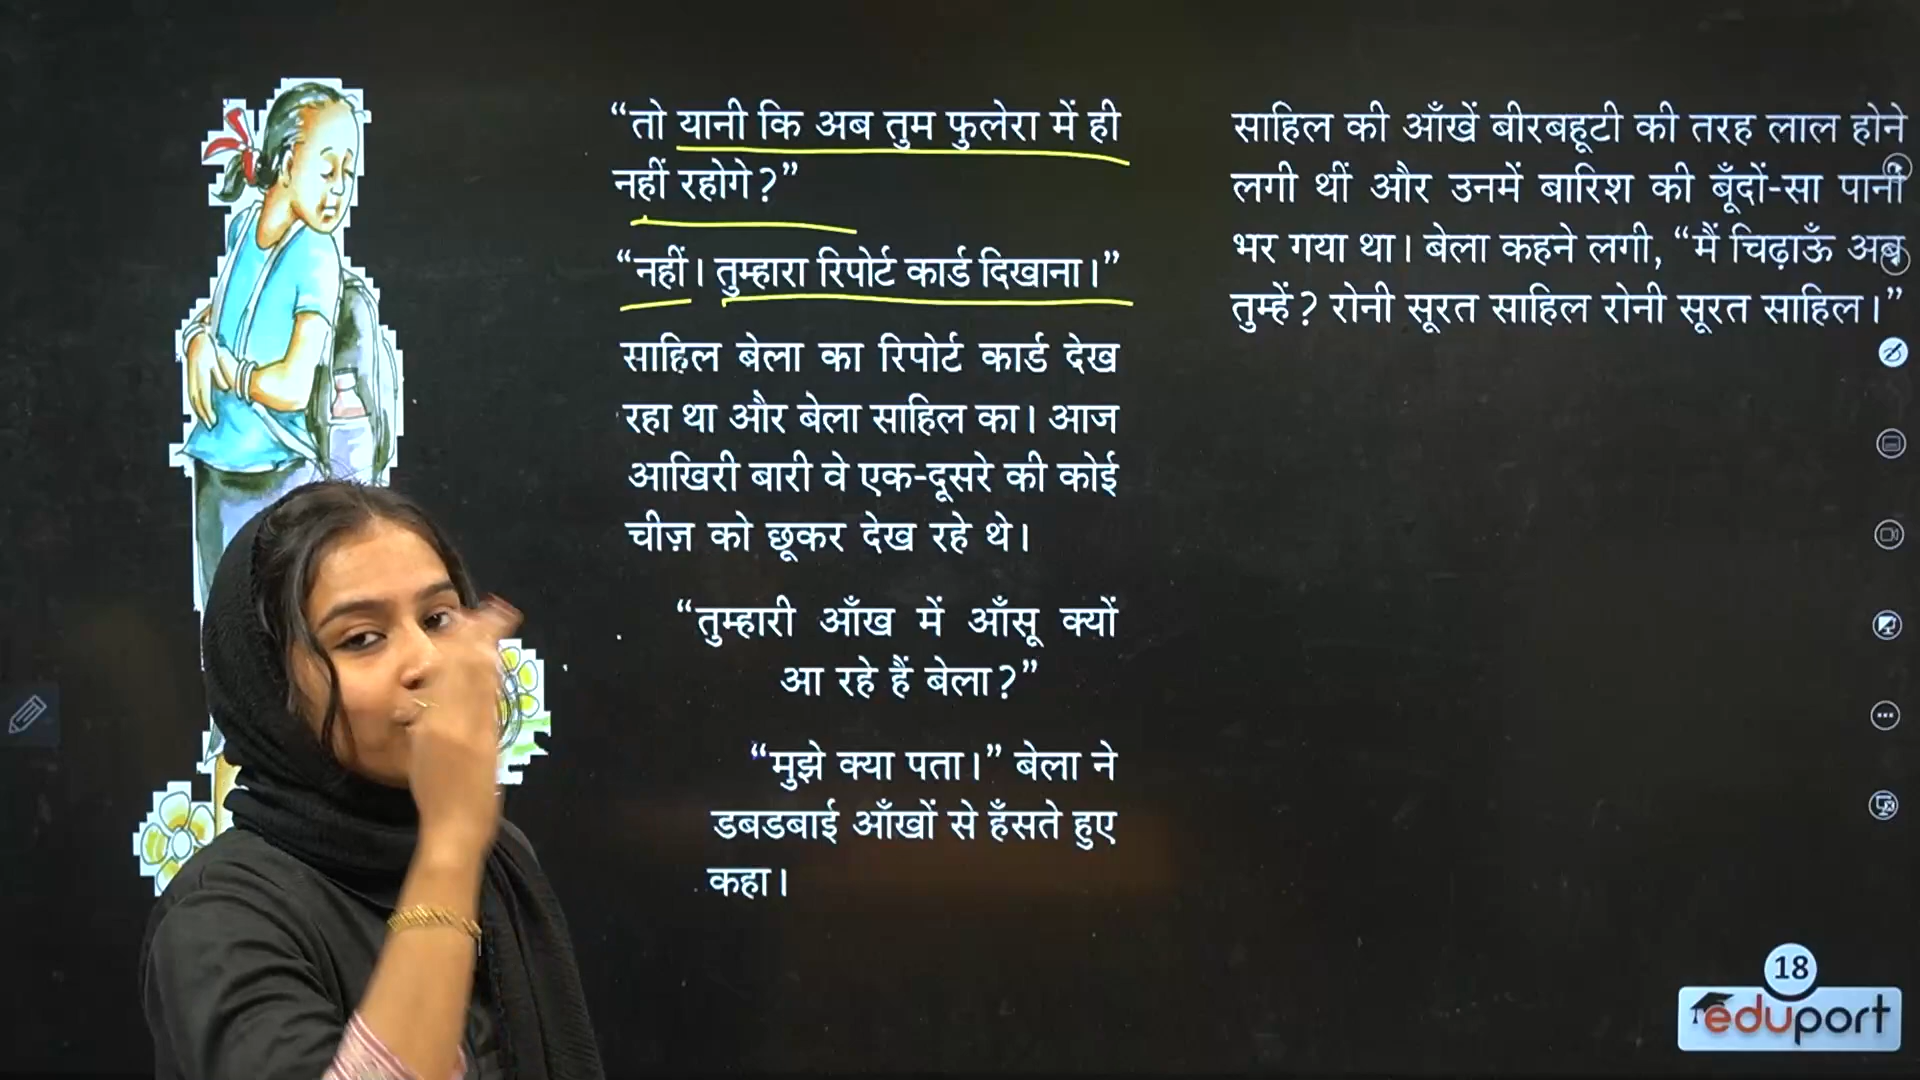 “तो यानी कि अब तुम फुलेरा में ही
नहीं रहोगे?”
“नहीं। तुम्हारा रिपोर्ट कार्ड दिखाना।”
साहिल बेला का रिपोर्ट कार्ड देख
रहा था और बेला साहिल का। आज
आखिरी बारी वे एक-दूसरे की कोई
चीज़ को छूकर देख रहे थे।
“तुम्हारी आँख में आँसू क्यों
आ रहे हैं बेला?”
“मुझे क्या पता।” बेला ने
डबडबाई आँखों से हँसते हुए
कहा।
साहिल की आँखें बीरबहूटी की तरह लाल होने
लगी थीं और उनमें बारिश की बूँदों-सा पानी
भर गया था। बेला कहने लगी, “मैं चिढ़ाऊँ अब
तुम्हें? रोनी सूरत साहिल रोनी सूरत साहिल।”
18
eduport